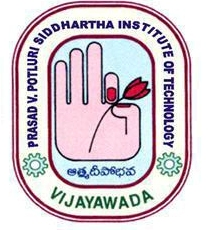 PRASAD V. POTLURI SIDDHARTHA INSTITUTE OF TECHNOLOGY
ఆత్మదీపోభవ
VIJAYAWADA